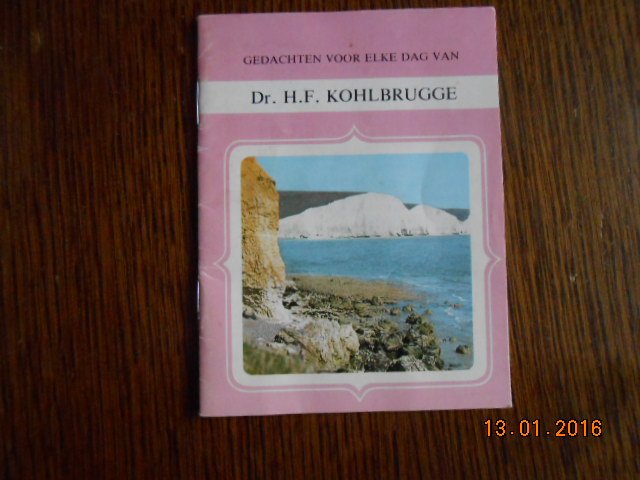 GEDACHTEN VOOR ELKE DAG VAN
Dr. H.F. KOHLBRUGGE
13.01.2016